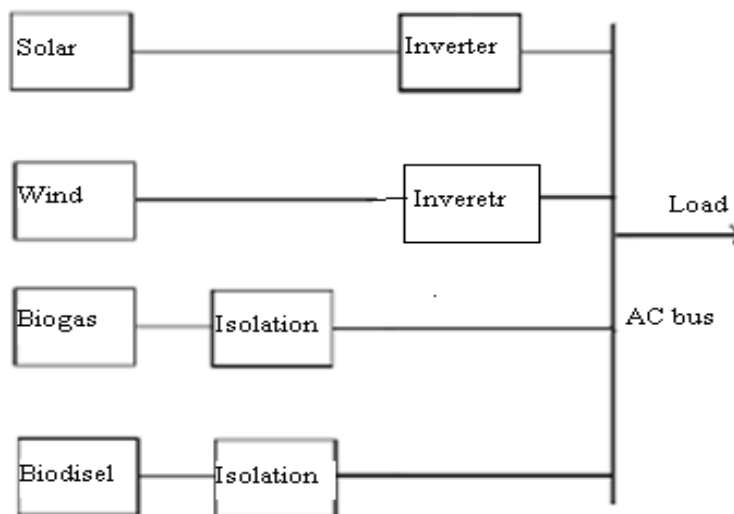 Solar
Inverter
Wind
Inveretr
Load
Biogas
Isolation
AC bus
Biodisel
Isolation